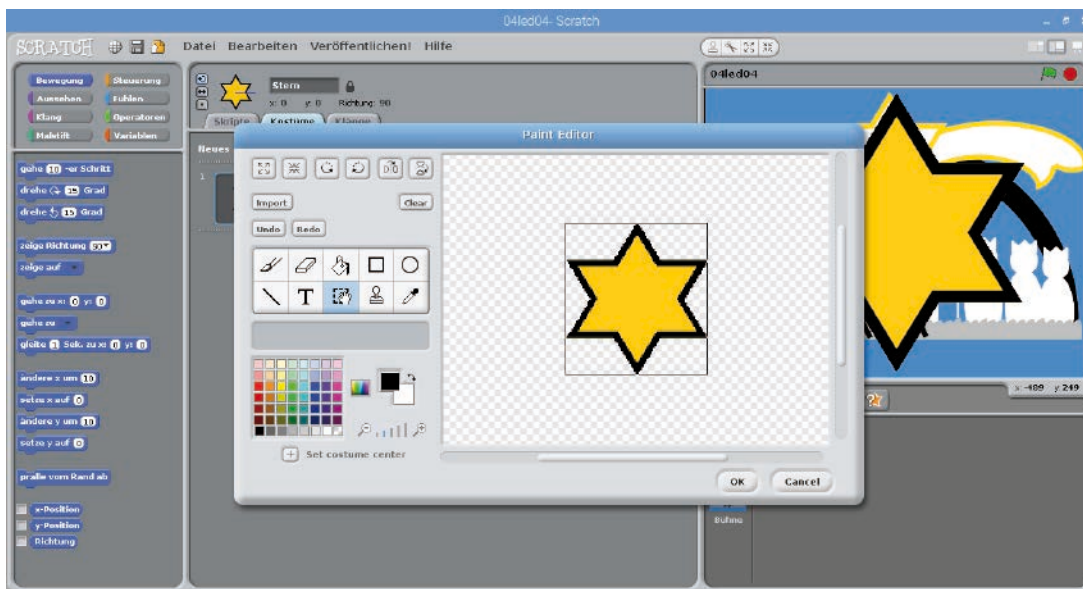 04led04- Scratch
SCRATCH
Datei Bearbeiten Veröffentlichen! Hilfe
Bewegung Steuerung
Aussehen Fühlen
Klang Operatoren
Malstift Variablen
Stern
x: 0 y: 0 Richtung: 90
Skripte Kostüme Klänge
04led04
Neues
1
gehe 10 -er Schritt
drehe 15 Grad
drehe 15 Grad
zeige Richtung 90
zeige auf
gehe zu x: 0 y: 0
gehe zu
gleite 1 Sek. zu x: 0 y: 0
ändere x um 10
setze x auf 0
ändere y um 10
setze y auf 0
pralle vom Rand ab
x-Position
y-Position
Richtung
Paint Editor
Import Clear
Undo Redo
T
Set costume center
OK Cancel
x: -489 y: 249
Bühne